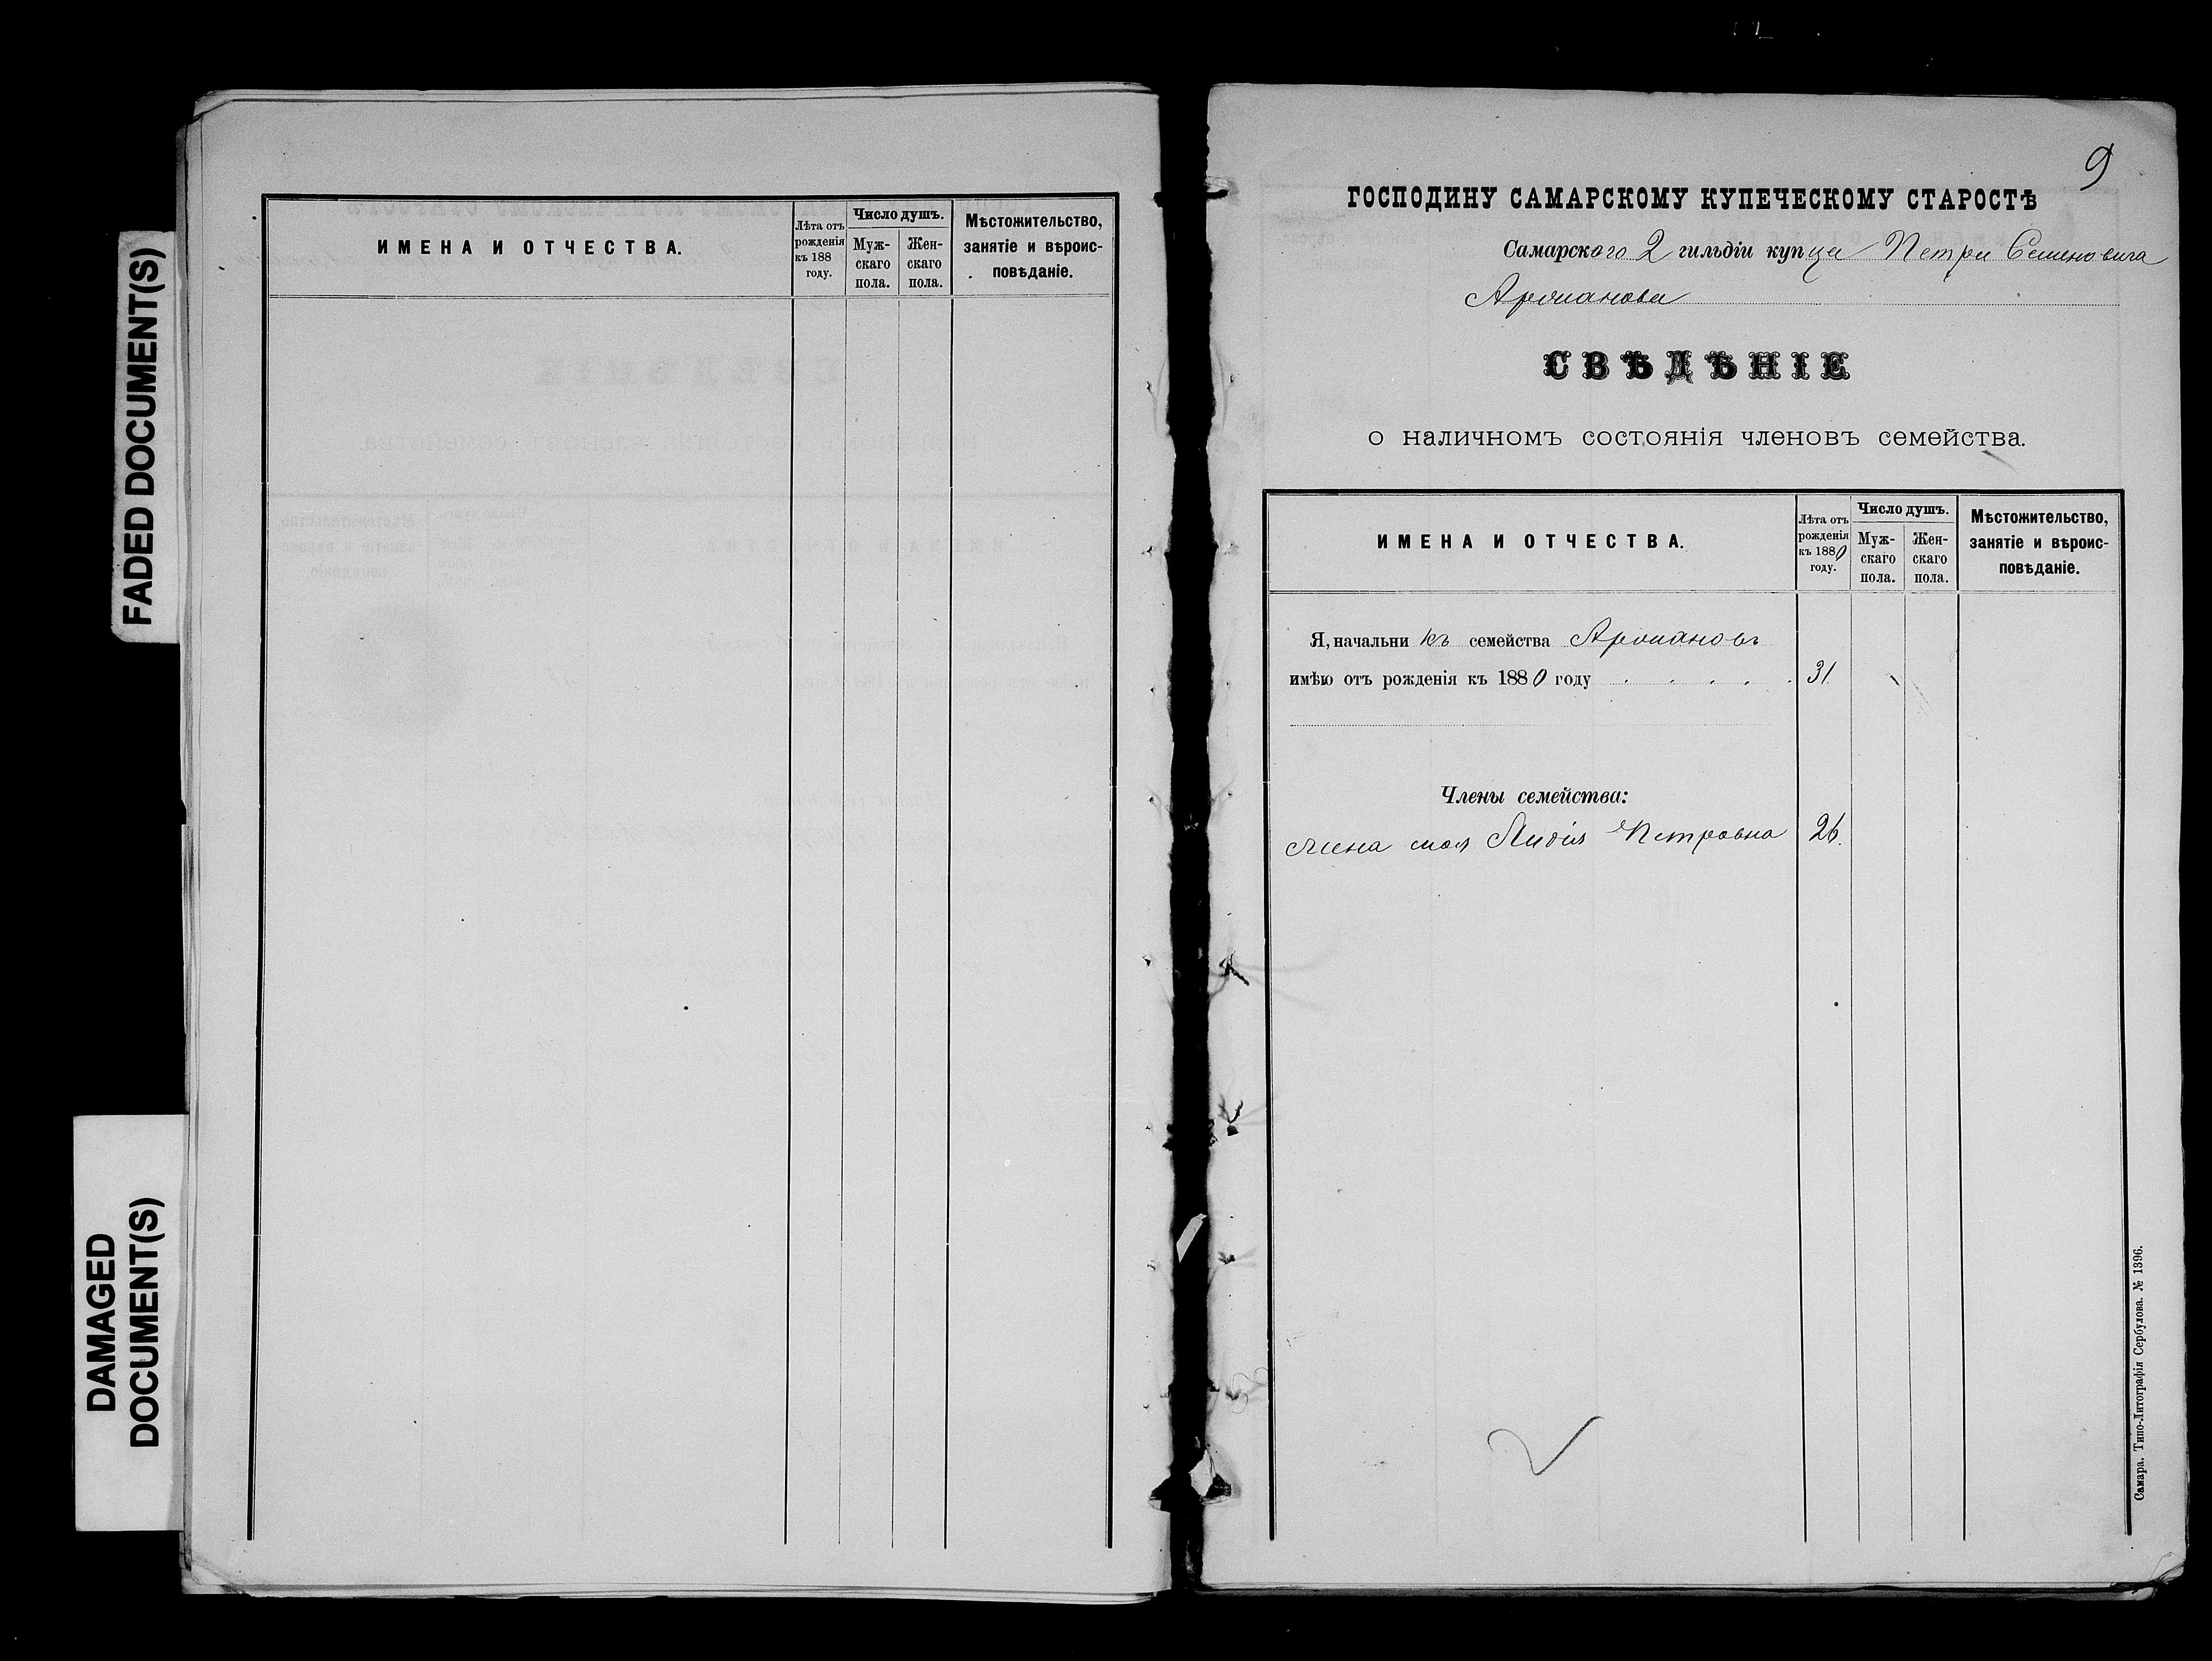 FADED DOCUMENT(S)
DAMAGED
DOCUMENT(S)
ИМЕНА И ОТЧЕСТВА.
Лѣта отъ
рожденія
къ 188
году.
Число душъ.
Муж-
скаго
пола.
Жен-
скаго
пола.
Мѣстожительство,
занятіе и вѣроис-
повѣданіе.
9
ГОСПОДИНУ САМАРСКОМУ КУПЕЧЕСКОМУ СТАРОСТѢ
Самарскаго 2 гильдіи купца Петра Семеновича
Аржанова
СВѢДѢНІЕ
о наличномъ состоянія членовъ семейства.
ИМЕНА И ОТЧЕСТВА.
Лѣта отъ
рожденія
къ 1880
году.
Число душъ.
Муж-
скаго
пола.
Жен-
скаго
пола.
Мѣстожительство,
занятіе и вѣроис-
повѣданіе.
Я, начальникъ семейства Аржановъ
имѣю отъ рожденія къ 1880 году . . . . . 31
Члены семейства:
жена моя Лидія Петровна 26.
Самара. Типо-Литографія Сербулова. № 1396.